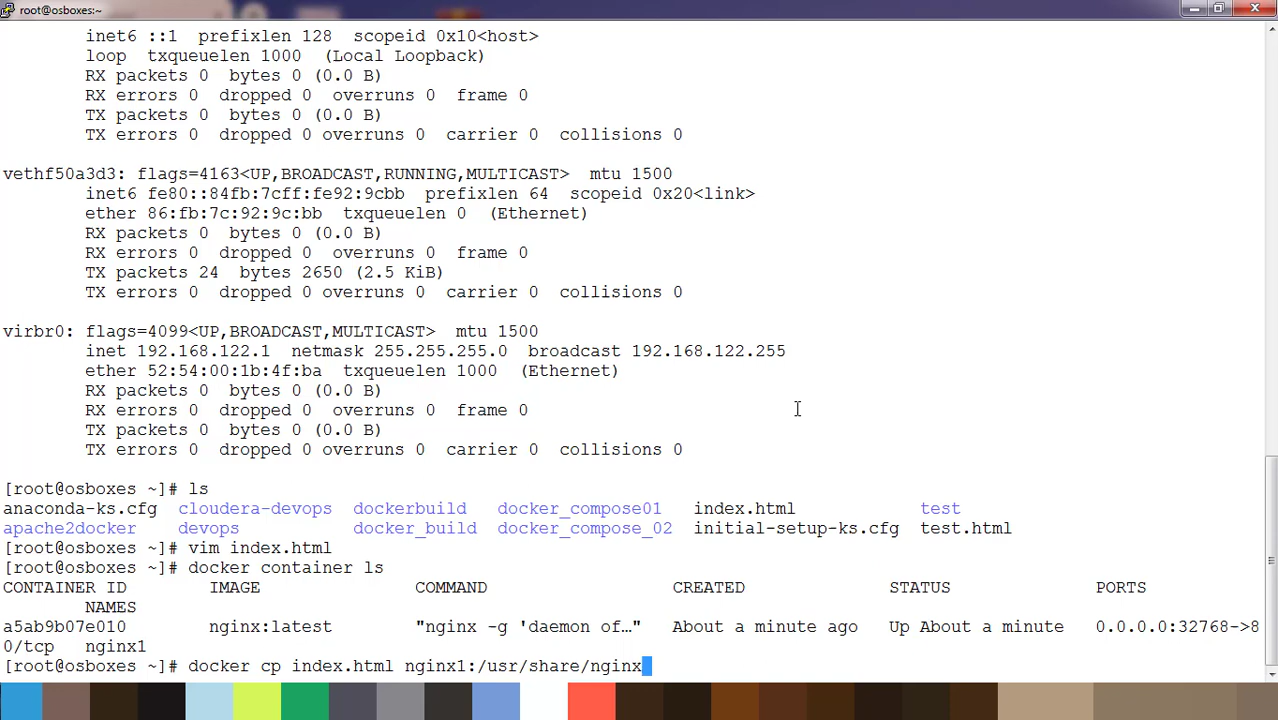 root@osboxes:~
inet6 ::1  prefixlen 128  scopeid 0x10<host>
loop  txqueuelen 1000  (Local Loopback)
RX packets 0  bytes 0 (0.0 B)
RX errors 0  dropped 0  overruns 0  frame 0
TX packets 0  bytes 0 (0.0 B)
TX errors 0  dropped 0 overruns 0  carrier 0  collisions 0
vethf50a3d3: flags=4163<UP,BROADCAST,RUNNING,MULTICAST>  mtu 1500
inet6 fe80::84fb:7cff:fe92:9cbb  prefixlen 64  scopeid 0x20<link>
ether 86:fb:7c:92:9c:bb  txqueuelen 0  (Ethernet)
RX packets 0  bytes 0 (0.0 B)
RX errors 0  dropped 0  overruns 0  frame 0
TX packets 24  bytes 2650 (2.5 KiB)
TX errors 0  dropped 0 overruns 0  carrier 0  collisions 0
virbr0: flags=4099<UP,BROADCAST,MULTICAST>  mtu 1500
inet 192.168.122.1  netmask 255.255.255.0  broadcast 192.168.122.255
ether 52:54:00:1b:4f:ba  txqueuelen 1000  (Ethernet)
RX packets 0  bytes 0 (0.0 B)
RX errors 0  dropped 0  overruns 0  frame 0
TX packets 0  bytes 0 (0.0 B)
TX errors 0  dropped 0 overruns 0  carrier 0  collisions 0
[root@osboxes ~]# ls
anaconda-ks.cfg  cloudera-devops  dockerbuild   docker_compose01   index.html            test
apache2docker    devops           docker_build  docker_compose_02  initial-setup-ks.cfg  test.html
[root@osboxes ~]# vim index.html
[root@osboxes ~]# docker container ls
CONTAINER ID        IMAGE               COMMAND                  CREATED              STATUS              PORTS
NAMES
a5ab9b07e010        nginx:latest        "nginx -g 'daemon of…"   About a minute ago   Up About a minute   0.0.0.0:32768->8
0/tcp   nginx1
[root@osboxes ~]# docker cp index.html nginx1:/usr/share/nginx